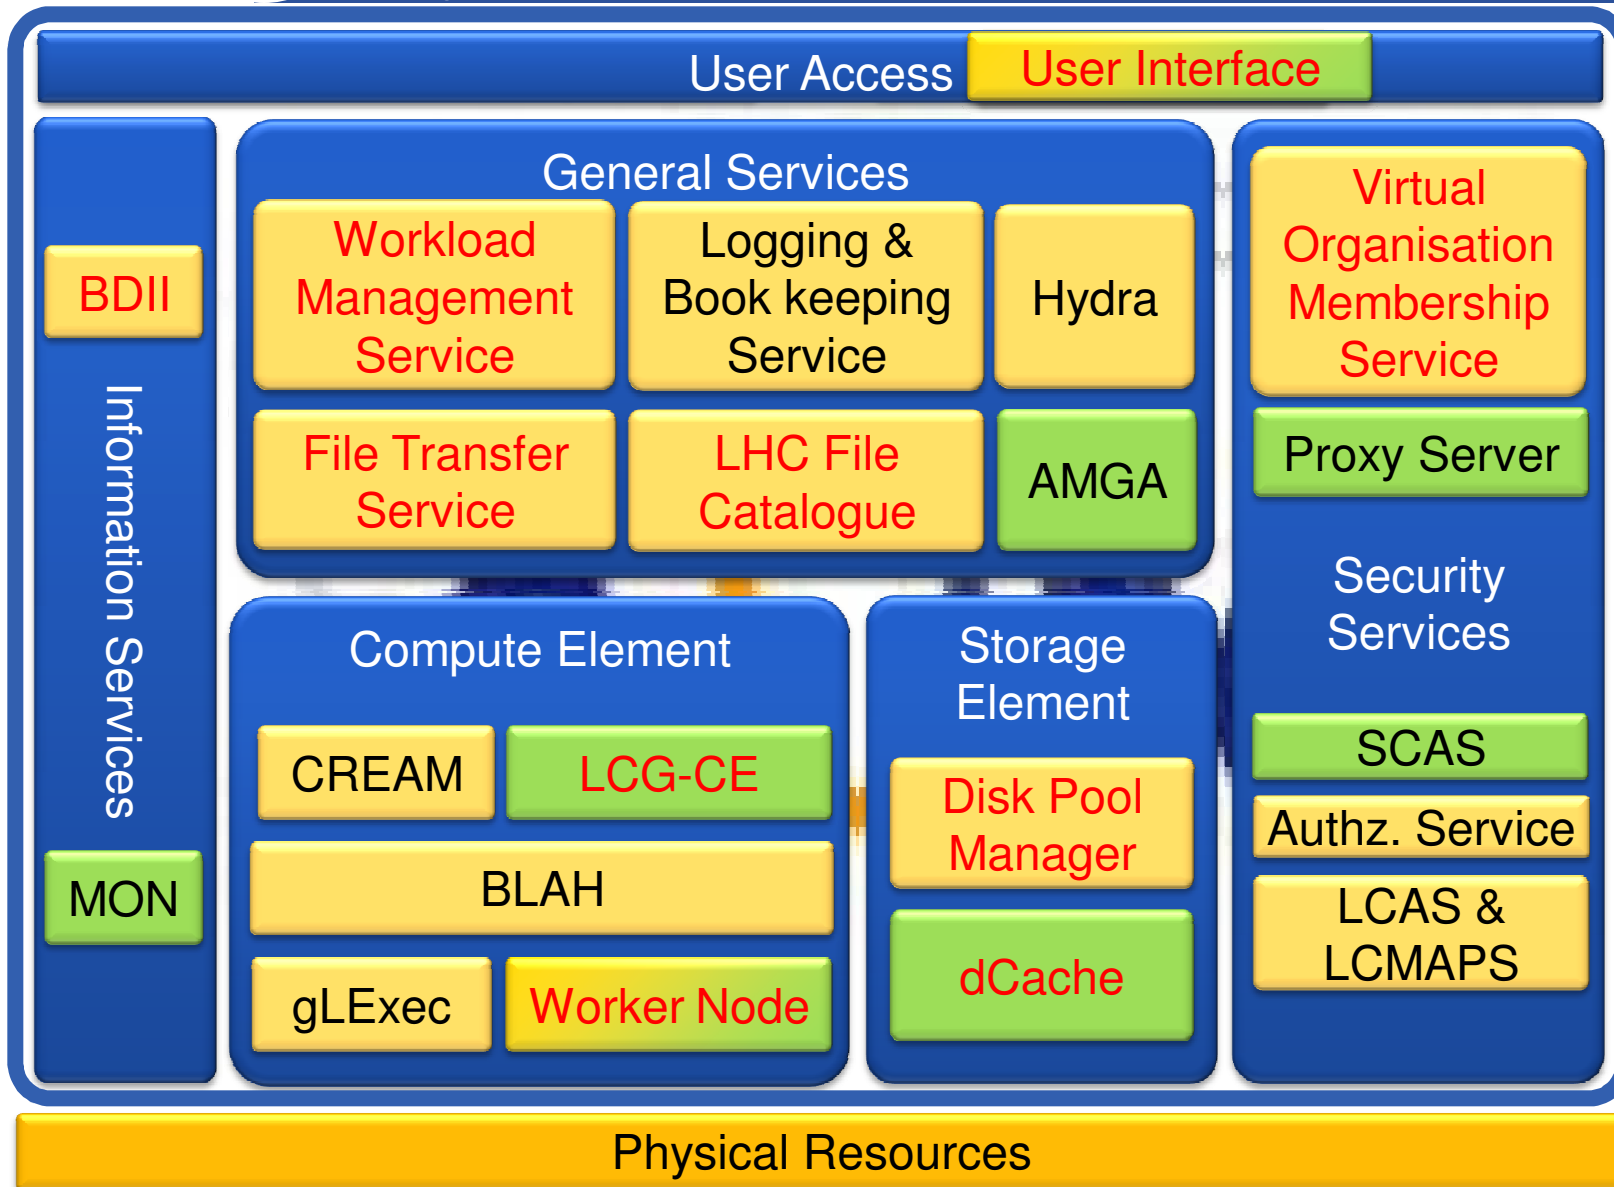 User Access
User Interface
General Services
Workload
Management
Service
Logging &
Book keeping
Service
Hydra
File Transfer
Service
LHC File
Catalogue
AMGA
BDII
Information Services
MON
Virtual
Organisation
Membership
Service
Proxy Server
Security
Services
SCAS
Authz. Service
LCAS &
LCMAPS
Compute Element
CREAM
LCG-CE
BLAH
gLExec
Worker Node
Storage
Element
Disk Pool
Manager
dCache
Physical Resources